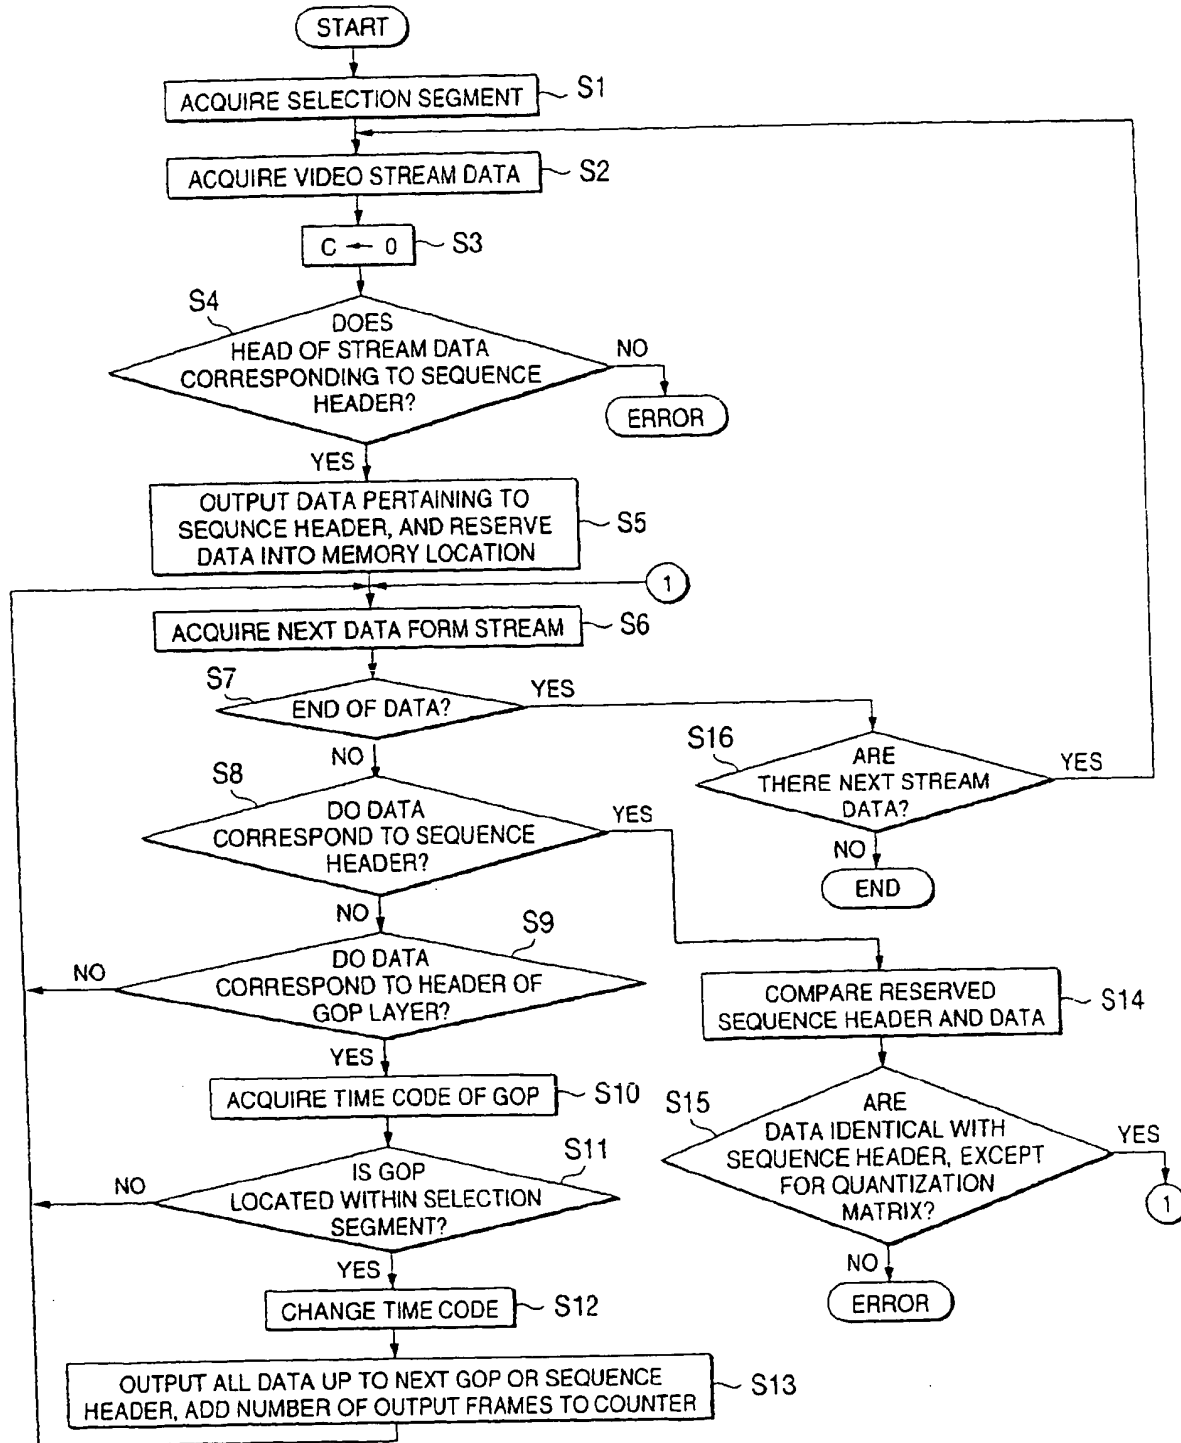 START
ACQUIRE SELECTION SEGMENT
S1
ACQUIRE VIDEO STREAM DATA
S2
C ← 0
S3
S4
DOES
HEAD OF STREAM DATA
CORRESPONDING TO SEQUENCE
HEADER?
NO
ERROR
YES
OUTPUT DATA PERTAINING TO
SEQUNCE HEADER, AND RESERVE
DATA INTO MEMORY LOCATION
S5
1
ACQUIRE NEXT DATA FORM STREAM
S6
S7
END OF DATA?
YES
NO
S16
ARE
THERE NEXT STREAM
DATA?
YES
NO
END
S8
DO DATA
CORRESPOND TO SEQUENCE
HEADER?
YES
NO
S9
DO DATA
CORRESPOND TO HEADER OF
GOP LAYER?
NO
YES
COMPARE RESERVED
SEQUENCE HEADER AND DATA
S14
ACQUIRE TIME CODE OF GOP
S10
S15
ARE
DATA IDENTICAL WITH
SEQUENCE HEADER, EXCEPT
FOR QUANTIZATION
MATRIX?
YES
1
NO
ERROR
S11
IS GOP
LOCATED WITHIN SELECTION
SEGMENT?
NO
YES
CHANGE TIME CODE
S12
OUTPUT ALL DATA UP TO NEXT GOP OR SEQUENCE
HEADER, ADD NUMBER OF OUTPUT FRAMES TO COUNTER
S13